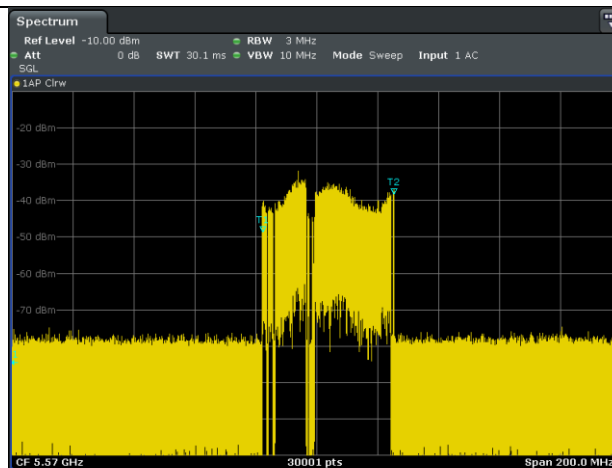 Spectrum
Ref Level -10.00 dBm RBW 3 MHz
Att 0 dB SWT 30.1 ms VBW 10 MHz Mode Sweep Input 1 AC
SGL
1AP Clrw
-20 dBm
-30 dBm
T2
-40 dBm
-50 dBm
-60 dBm
-70 dBm
CF 5.57 GHz 30001 pts Span 200.0 MHz